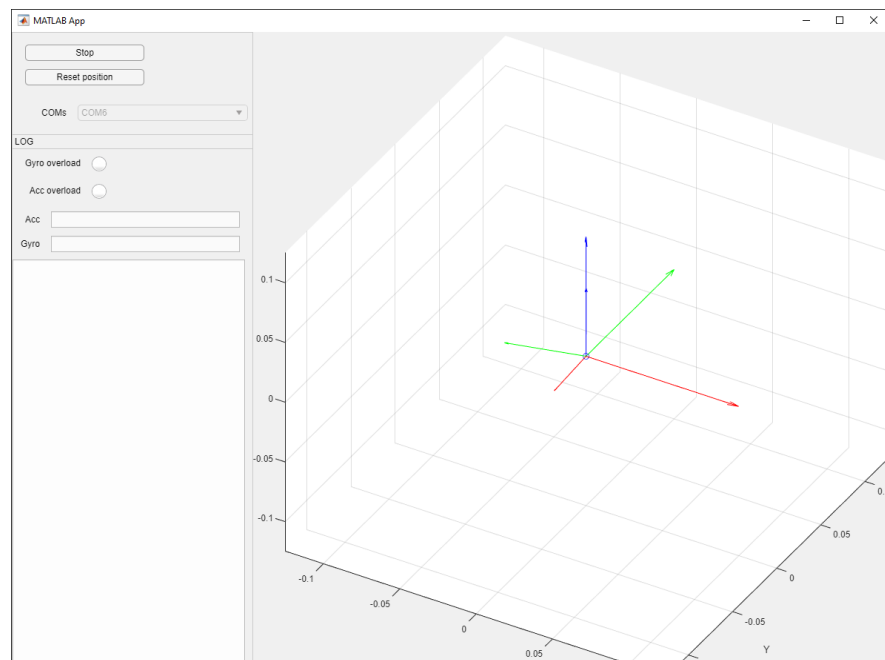 MATLAB App
Stop
Reset position
COMs COM6
LOG
Gyro overload
Acc overload
Acc
Gyro
0.1
0.05
0
-0.05
-0.1
-0.1
-0.05
0
0.05
0.05
0
-0.05
Y